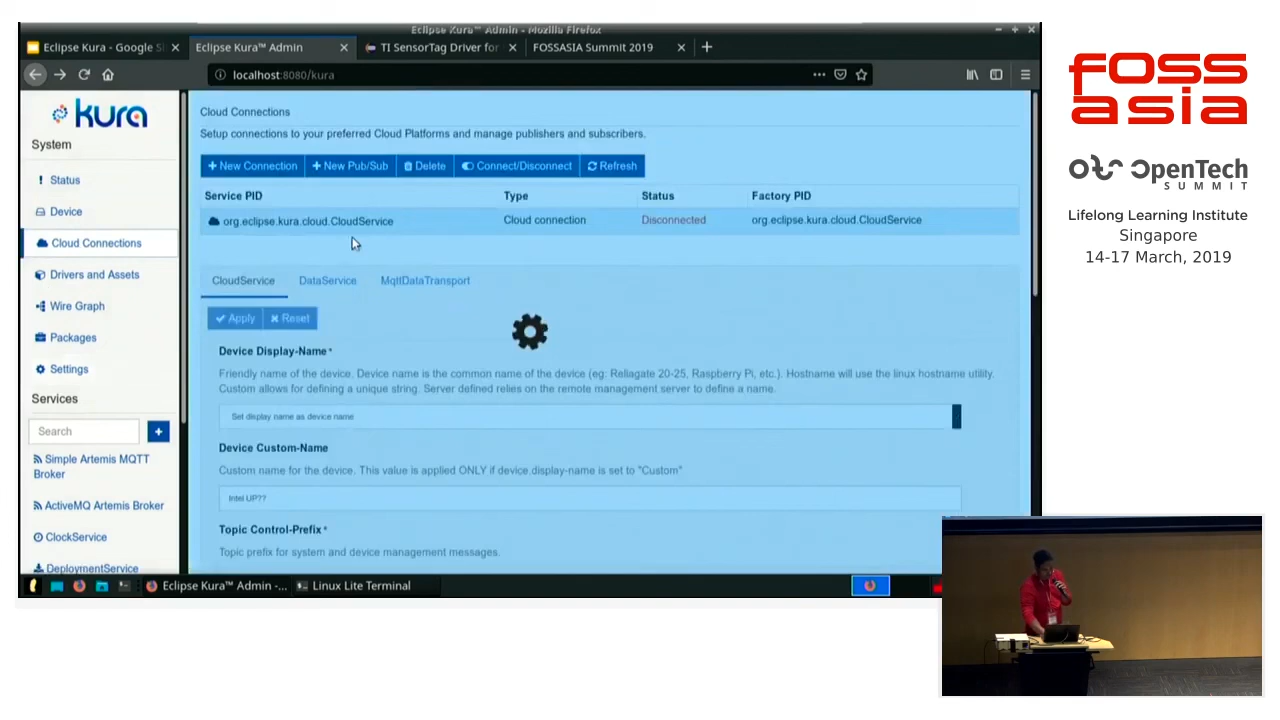 Eclipse Kura™ Admin - Mozilla Firefox
Eclipse Kura - Google Sl
Eclipse Kura™ Admin
TI SensorTag Driver for
FOSSASIA Summit 2019
localhost:8080/kura
kura
System
Status
Device
Cloud Connections
Drivers and Assets
Wire Graph
Packages
Settings
Services
Search
Simple Artemis MQTT
Broker
ActiveMQ Artemis Broker
ClockService
DeploymentService
Cloud Connections
Setup connections to your preferred Cloud Platforms and manage publishers and subscribers.
New Connection New Pub/Sub Delete Connect/Disconnect Refresh
Service PID Type Status Factory PID
org.eclipse.kura.cloud.CloudService Cloud connection Disconnected org.eclipse.kura.cloud.CloudService
CloudService DataService MqttDataTransport
Apply Reset
Device Display-Name*
Friendly name of the device. Device name is the common name of the device (eg: Reliagate 20-25, Raspberry Pi, etc.). Hostname will use the linux hostname utility.
Custom allows for defining a unique string. Server defined relies on the remote management server to define a name.
Set display name as device name
Device Custom-Name
Custom name for the device. This value is applied ONLY if device.display-name is set to "Custom"
Intel UP??
Topic Control-Prefix*
Topic prefix for system and device management messages.
Eclipse Kura™ Admin -...
Linux Lite Terminal
FOSS
ASIA
OpenTech
SUMMIT
Lifelong Learning Institute
Singapore
14-17 March, 2019